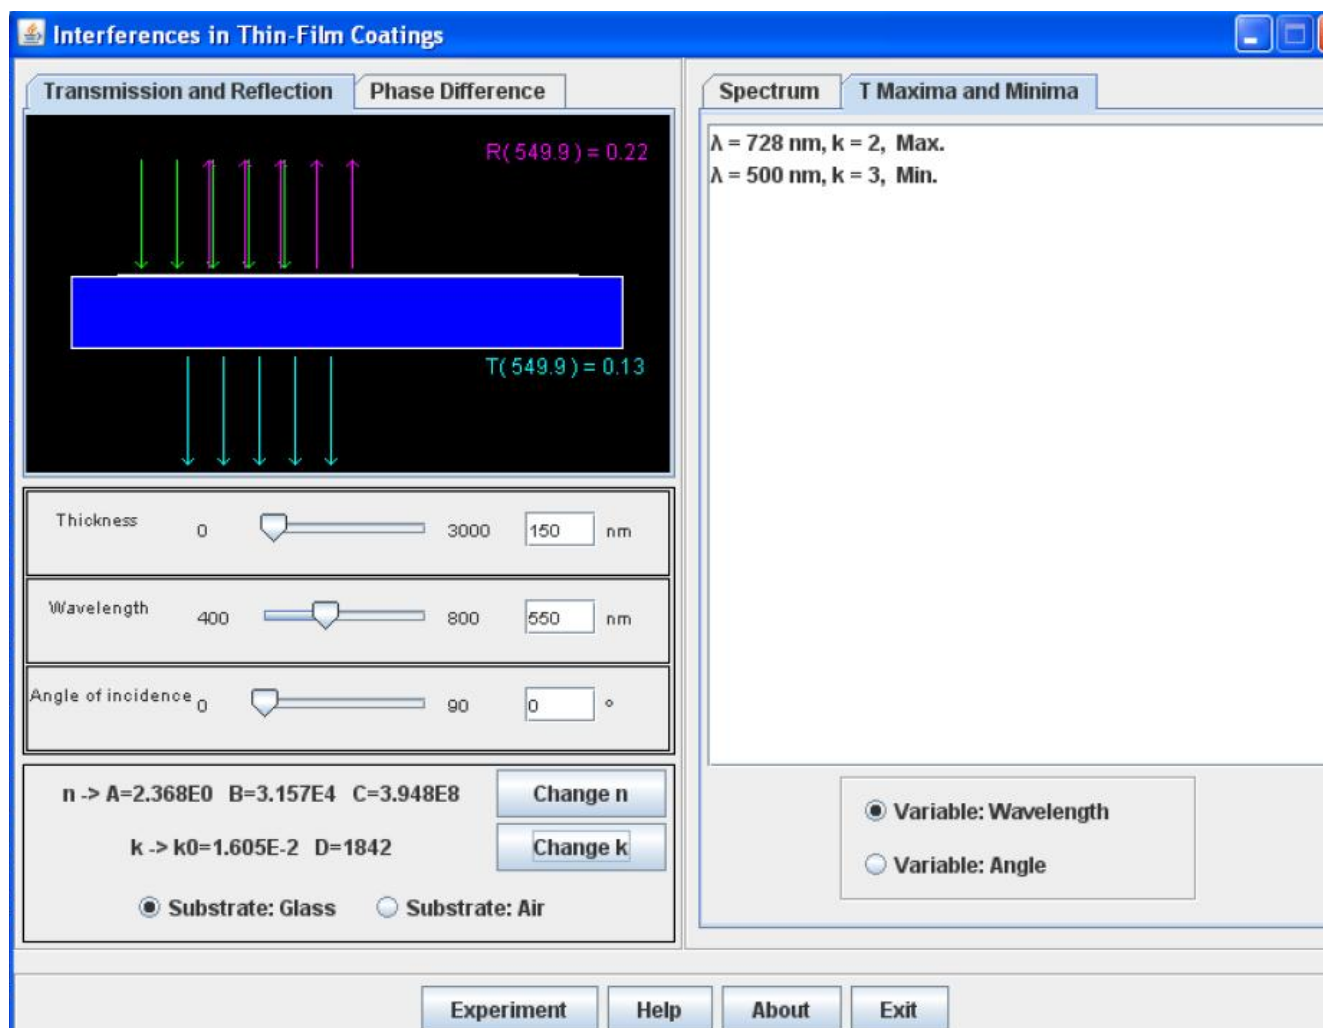 Interferences in Thin-Film Coatings
Transmission and Reflection
Phase Difference
R(549.9) = 0.22
T(549.9) = 0.13
Thickness
0
3000
150
nm
Wavelength
400
800
550
nm
Angle of incidence
0
90
0
°
n -> A=2.368E0 B=3.157E4 C=3.948E8
Change n
k -> k0=1.605E-2 D=1842
Change k
Substrate: Glass
Substrate: Air
Spectrum
T Maxima and Minima
λ = 728 nm, k = 2, Max.
λ = 500 nm, k = 3, Min.
Variable: Wavelength
Variable: Angle
Experiment
Help
About
Exit